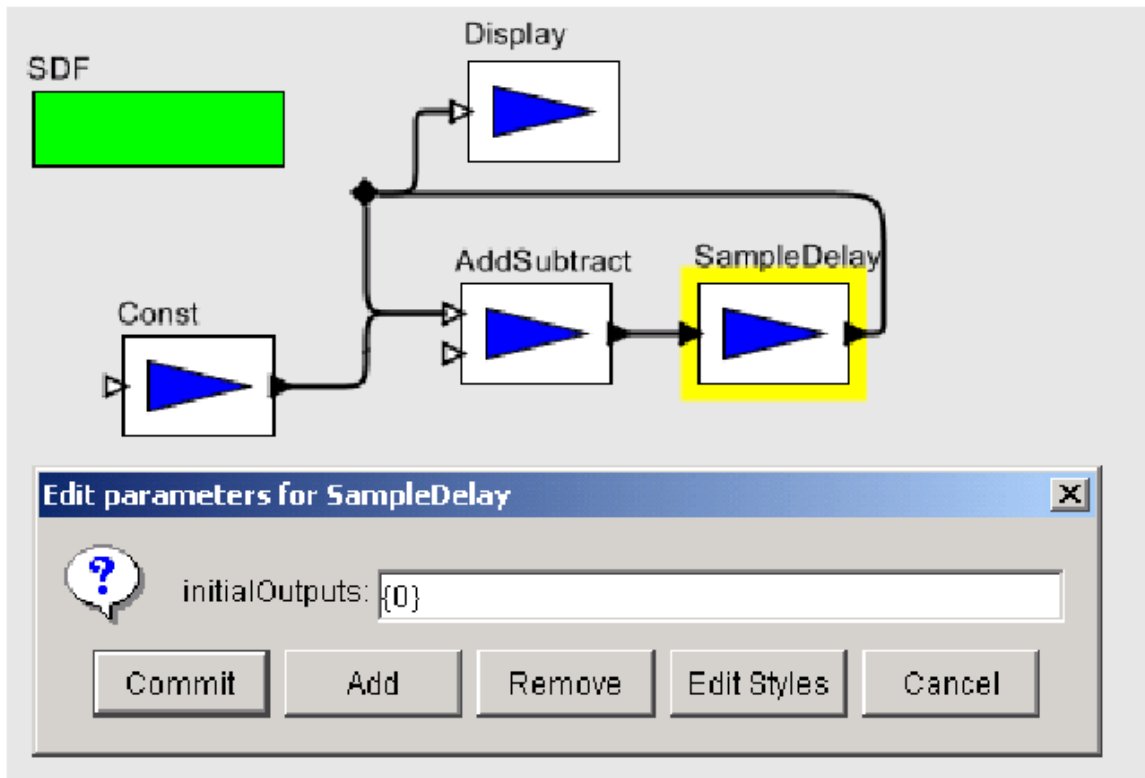 Display
SDF
AddSubtract
SampleDelay
Const
Edit parameters for SampleDelay
initialOutputs: {0}
Commit Add Remove Edit Styles Cancel